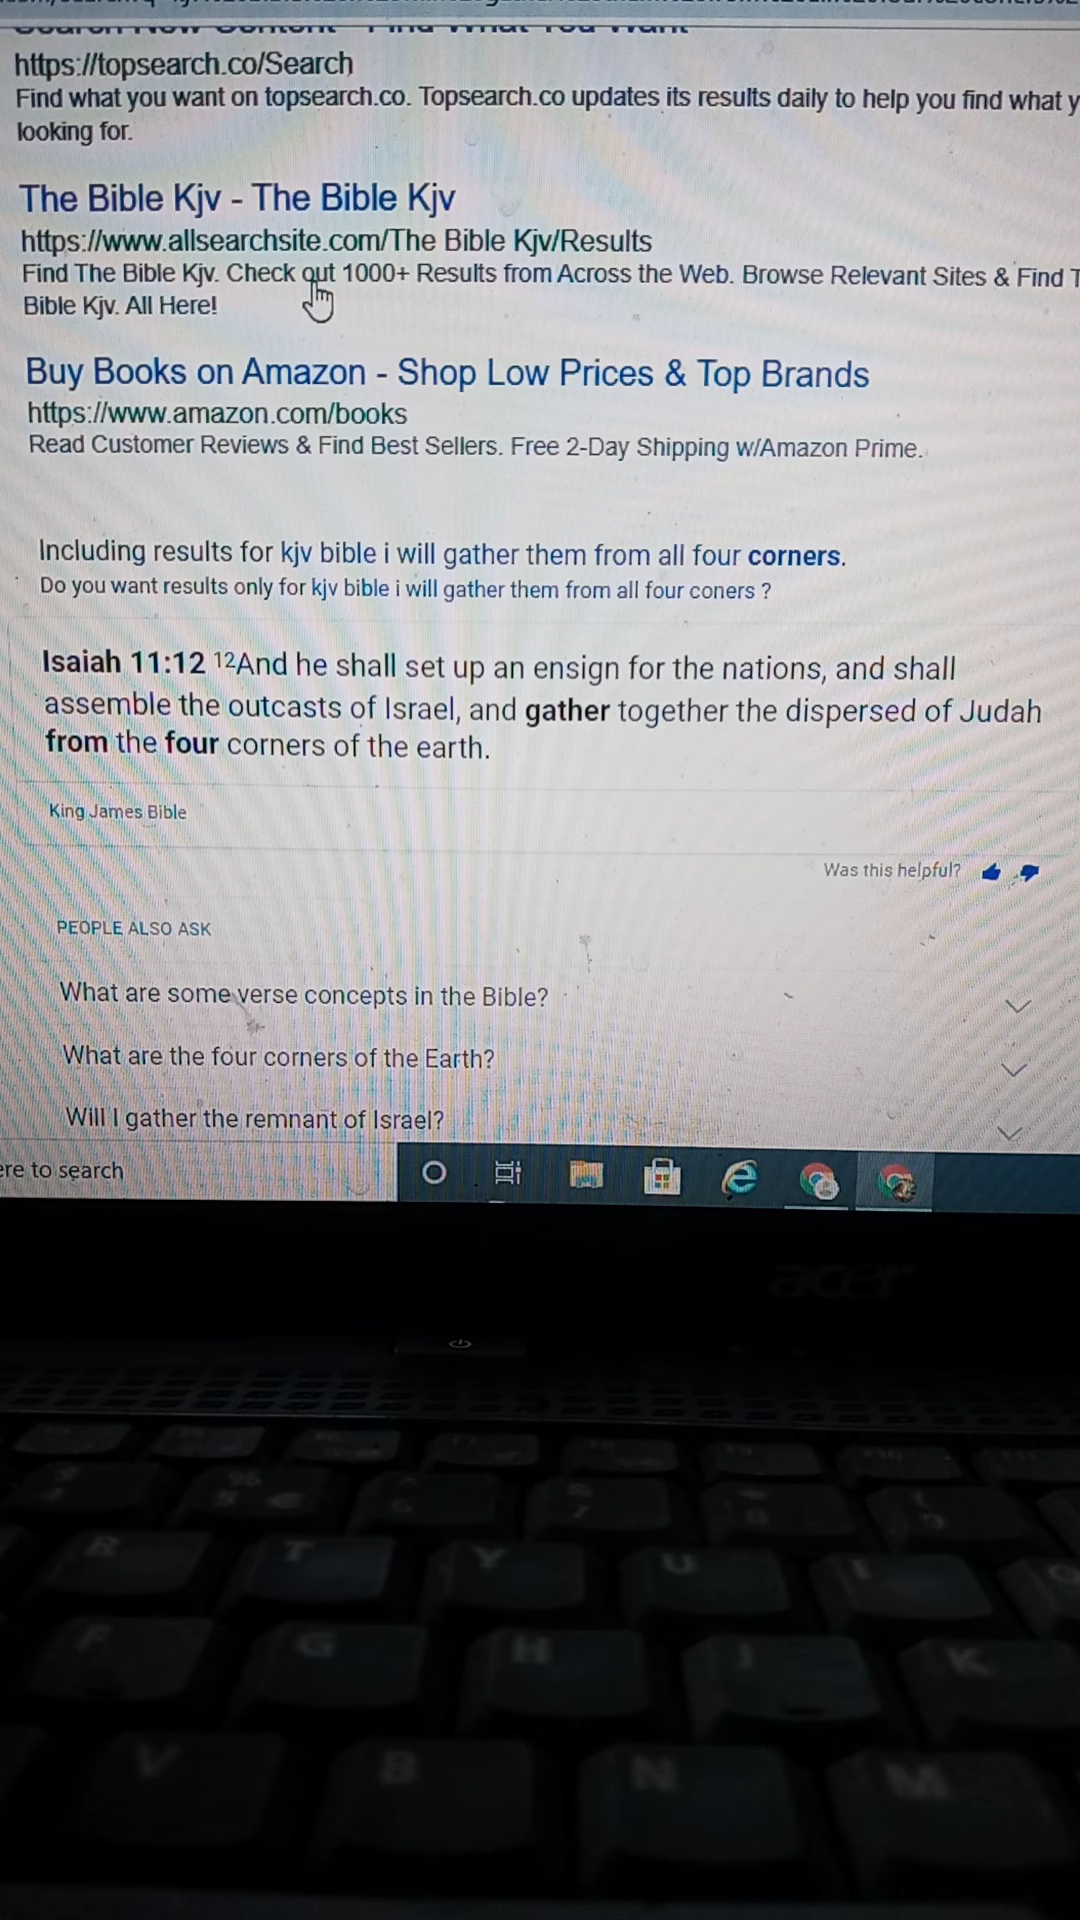 https://topsearch.co/Search
Find what you want on topsearch.co. Topsearch.co updates its results daily to help you find what y
looking for.
The Bible Kjv - The Bible Kjv
https://www.allsearchsite.com/The Bible Kjv/Results
Find The Bible Kjv. Check out 1000+ Results from Across the Web. Browse Relevant Sites & Find T
Bible Kjv. All Here!
Buy Books on Amazon - Shop Low Prices & Top Brands
https://www.amazon.com/books
Read Customer Reviews & Find Best Sellers. Free 2-Day Shipping w/Amazon Prime.
Including results for kjv bible i will gather them from all four corners.
Do you want results only for kjv bible i will gather them from all four coners ?
Isaiah 11:12 12And he shall set up an ensign for the nations, and shall
assemble the outcasts of Israel, and gather together the dispersed of Judah
from the four corners of the earth.
King James Bible
Was this helpful?
PEOPLE ALSO ASK
What are some verse concepts in the Bible?
What are the four corners of the Earth?
Will I gather the remnant of Israel?
ere to search
acer
R T Y U I
F G H J K
V B N M